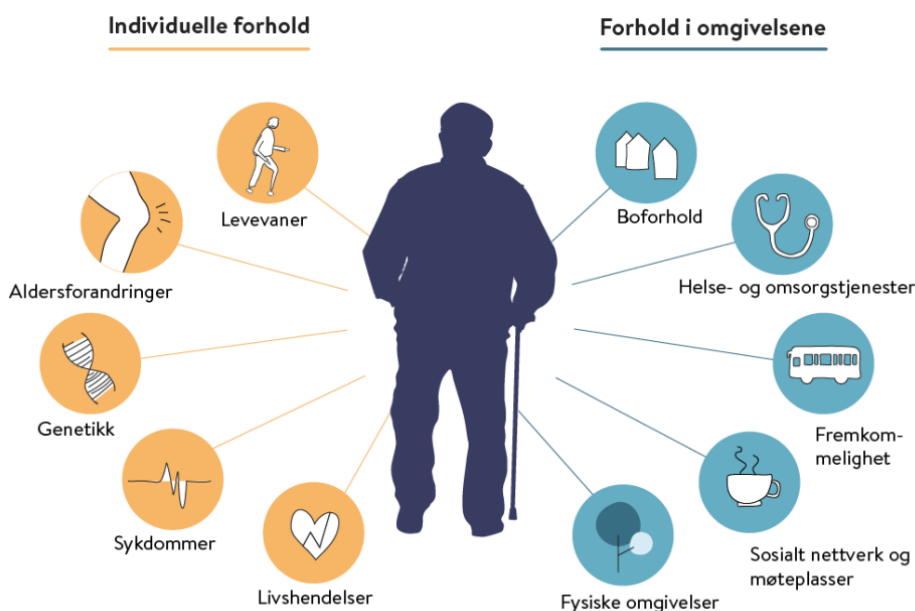 Individuelle forhold
Forhold i omgivelsene
Levevaner
Aldersforandringer
Genetikk
Sykdommer
Livshendelser
Boforhold
Helse- og omsorgstjenester
Fremkom-
melighet
Sosialt nettverk og
møteplasser
Fysiske omgivelser